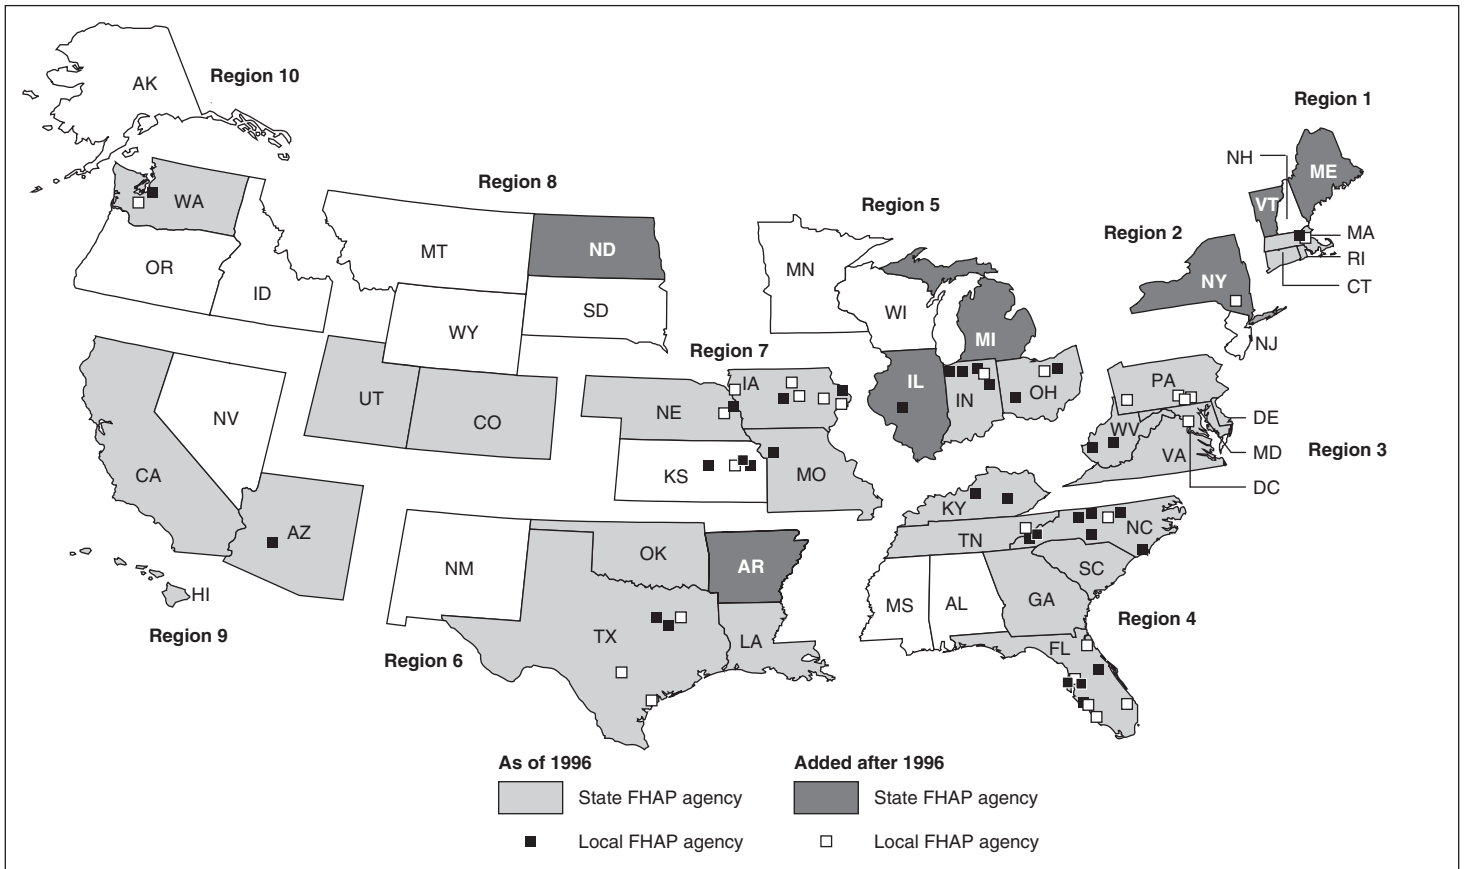 AK
Region 10
Region 1
NH
ME
WA
Region 8
VT
Region 5
Region 2
MA
RI
CT
OR
ID
MT
ND
MN
NY
WY
SD
WI
MI
NJ
Region 7
NV
UT
CO
NE
IA
IL
IN
OH
PA
DE
WV
MD
Region 3
VA
DC
CA
KS
MO
KY
AZ
NM
OK
AR
TN
NC
SC
MS
AL
GA
HI
Region 9
Region 6
TX
LA
Region 4
FL
As of 1996
Added after 1996
State FHAP agency
State FHAP agency
Local FHAP agency
Local FHAP agency